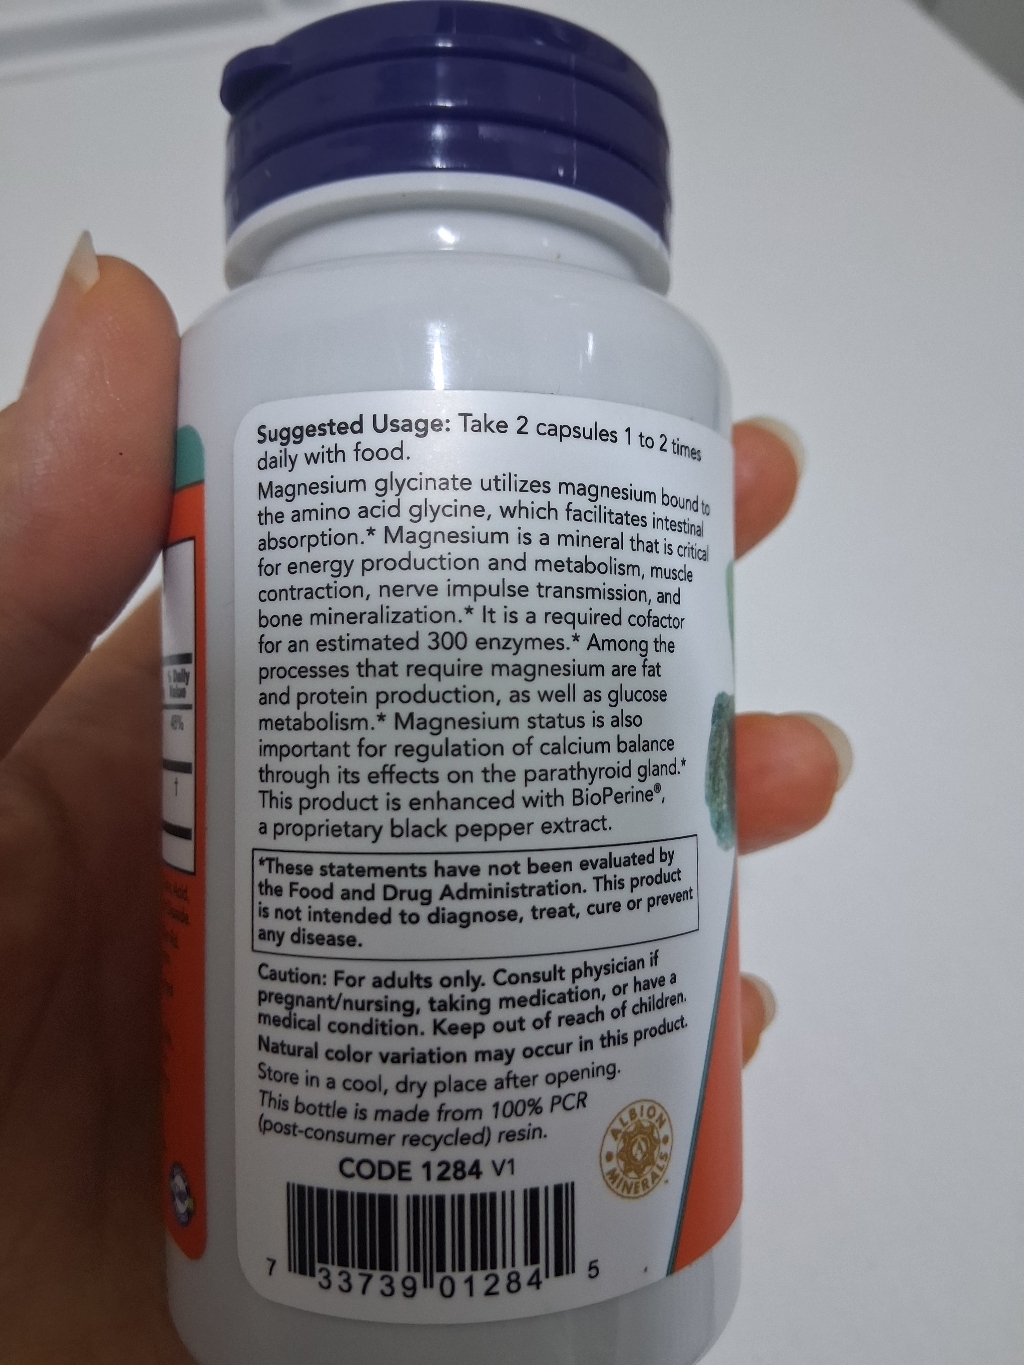 Suggested Usage: Take 2 capsules 1 to 2 times
daily with food.
Magnesium glycinate utilizes magnesium bound to
the amino acid glycine, which facilitates intestinal
absorption.* Magnesium is a mineral that is critical
for energy production and metabolism, muscle
contraction, nerve impulse transmission, and
bone mineralization.* It is a required cofactor
for an estimated 300 enzymes.* Among the
processes that require magnesium are fat
and protein production, as well as glucose
metabolism.* Magnesium status is also
important for regulation of calcium balance
through its effects on the parathyroid gland.*
This product is enhanced with BioPerine®,
a proprietary black pepper extract.
*These statements have not been evaluated by
the Food and Drug Administration. This product
is not intended to diagnose, treat, cure or prevent
any disease.
Caution: For adults only. Consult physician if
pregnant/nursing, taking medication, or have a
medical condition. Keep out of reach of children.
Natural color variation may occur in this product.
Store in a cool, dry place after opening.
This bottle is made from 100% PCR
(post-consumer recycled) resin.
ALBION
MINERALS
CODE 1284 V1
7 33739 01284 5
% Daily
Value
48%
†